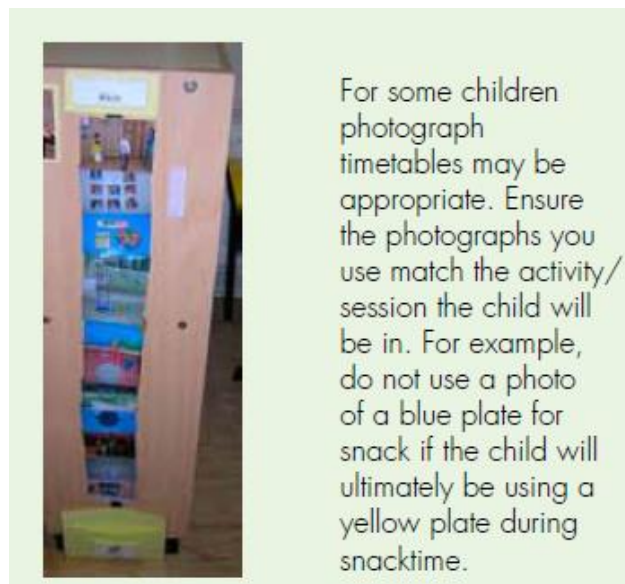 For some children
photograph
timetables may be
appropriate. Ensure
the photographs you
use match the activity/
session the child will
be in. For example,
do not use a photo
of a blue plate for
snack if the child will
ultimately be using a
yellow plate during
snacktime.